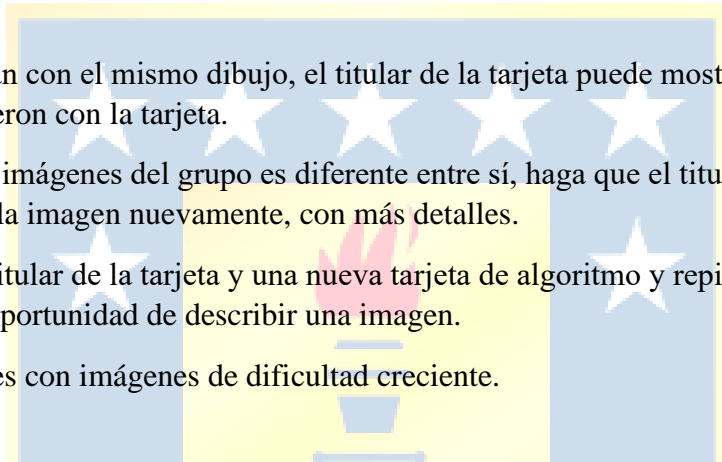 n con el mismo dibujo, el titular de la tarjeta puede most
eron con la tarjeta.
imágenes del grupo es diferente entre sí, haga que el titu
la imagen nuevamente, con más detalles.
itular de la tarjeta y una nueva tarjeta de algoritmo y repi
portunidad de describir una imagen.
es con imágenes de dificultad creciente.